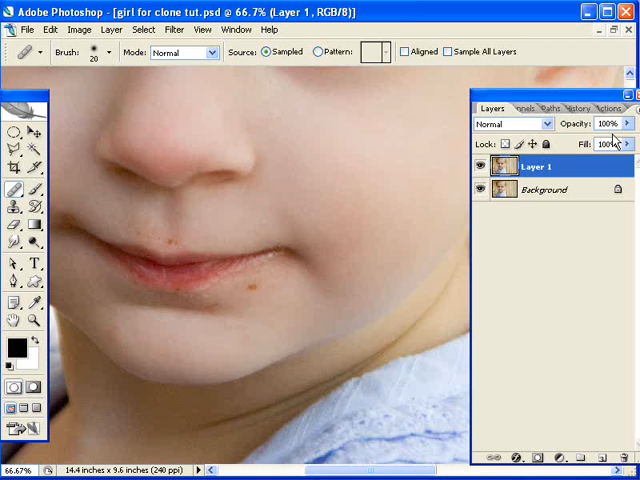 Adobe Photoshop - [girl for clone tut.psd @ 66.7% (Layer 1, RGB/8)]
File Edit Image Layer Select Filter View Window Help
Brush: 20 Mode: Normal Source: Sampled Pattern: Aligned Sample All Layers
Layers nnels Paths History Actions
Normal Opacity: 100%
Lock: Fill: 100%
Layer 1
Background
T
66.67% 14.4 inches x 9.6 inches (240 ppi)